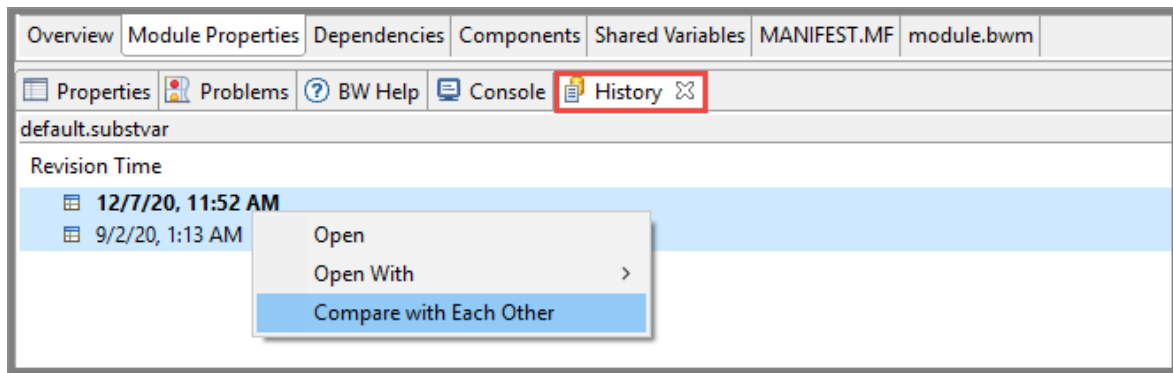 Overview Module Properties Dependencies Components Shared Variables MANIFEST.MF module.bwm
Properties Problems BW Help Console History
default.substvar
Revision Time
12/7/20, 11:52 AM
9/2/20, 1:13 AM
Open
Open With
Compare with Each Other